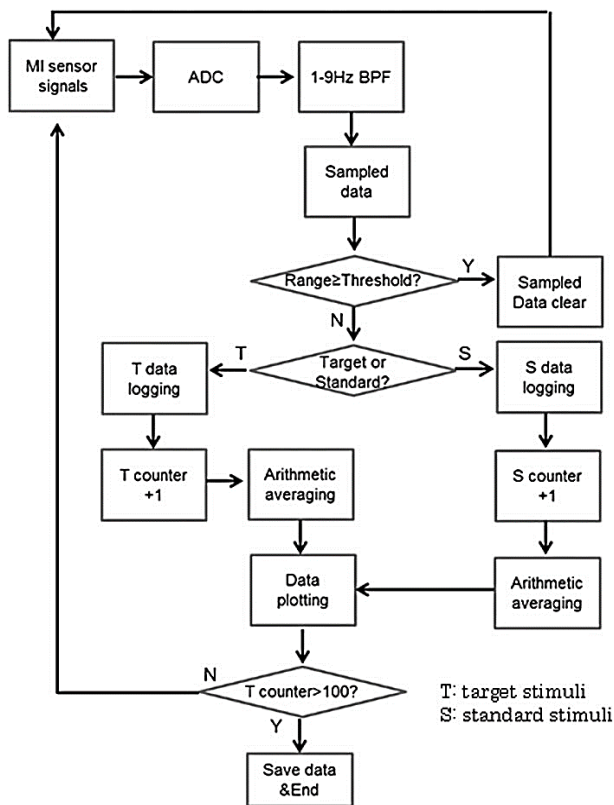 MI sensor
signals
ADC
1-9Hz BPF
Sampled
data
Range≥Threshold?
Y
Sampled
Data clear
N
Target or
Standard?
T
S
T data
logging
S data
logging
T counter
+1
Arithmetic
averaging
S counter
+1
Data
plotting
Arithmetic
averaging
N
T counter>100?
Y
T: target stimuli
S: standard stimuli
Save data
&End